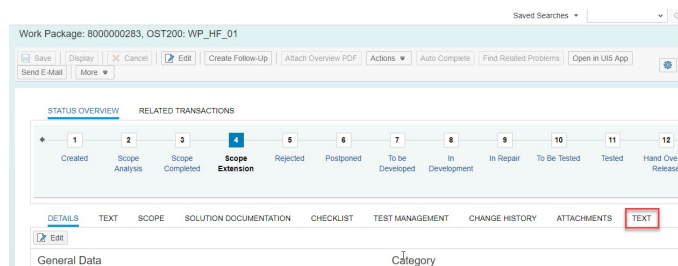 Saved Searches
Work Package: 8000000283, OST200: WP_HF_01
Save Display Cancel Edit Create Follow-Up Attach Overview PDF Actions Auto Complete Find Related Problems Open in UI5 App
Send E-Mail More
STATUS OVERVIEW RELATED TRANSACTIONS
1 2 3 4 5 6 7 8 9 10 11 12
Created Scope Scope Scope Rejected Postponed To be In In Repair To Be Tested Tested Hand Over
Analysis Completed Extension Developed Development Release
DETAILS TEXT SCOPE SOLUTION DOCUMENTATION CHECKLIST TEST MANAGEMENT CHANGE HISTORY ATTACHMENTS TEXT
Edit
General Data Category